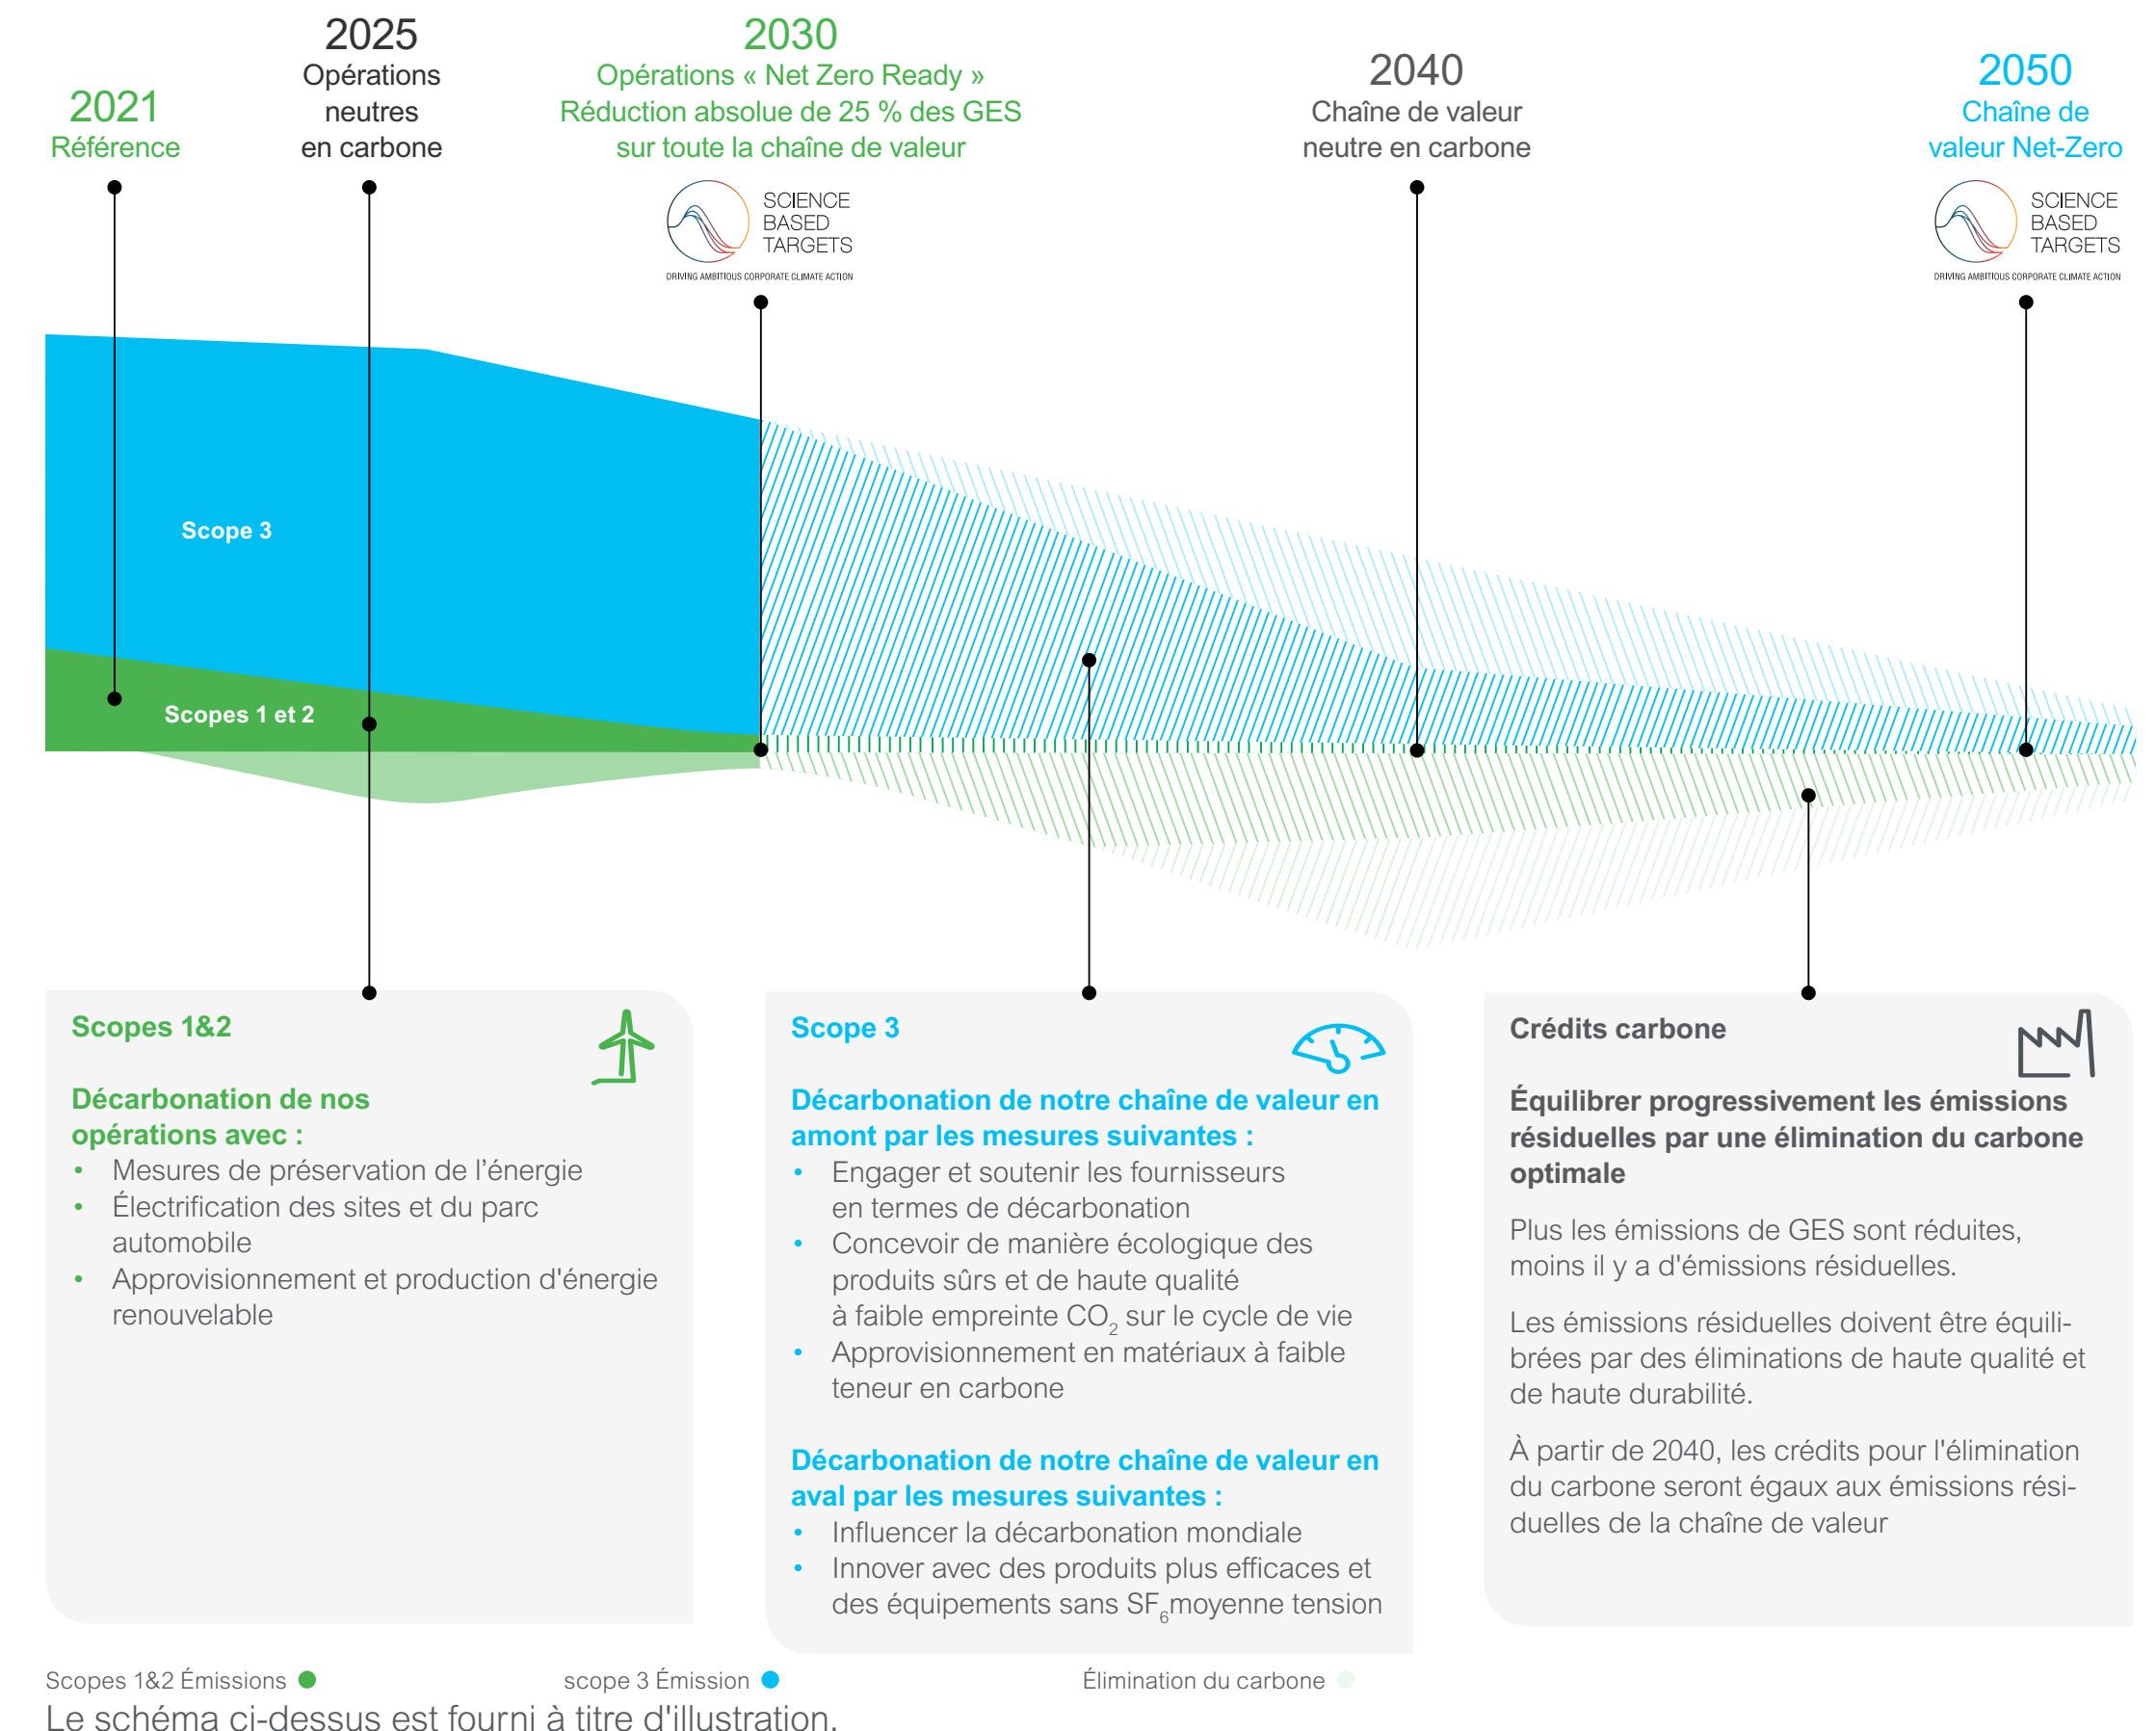 2021
Référence
2025
Opérations
neutres
en carbone
2030
Opérations « Net Zero Ready »
Réduction absolue de 25 % des GES
sur toute la chaîne de valeur
SCIENCE
BASED
TARGETS
DRIVING AMBITIOUS CORPORATE CLIMATE ACTION
2040
Chaîne de valeur
neutre en carbone
2050
Chaîne de
valeur Net-Zero
SCIENCE
BASED
TARGETS
DRIVING AMBITIOUS CORPORATE CLIMATE ACTION
Scope 3
Scopes 1 et 2
Scopes 1&2
Décarbonation de nos
opérations avec :
• Mesures de préservation de l’énergie
• Électrification des sites et du parc
automobile
• Approvisionnement et production d'énergie
renouvelable
Scope 3
Décarbonation de notre chaîne de valeur en
amont par les mesures suivantes :
• Engager et soutenir les fournisseurs
en termes de décarbonation
• Concevoir de manière écologique des
produits sûrs et de haute qualité
à faible empreinte CO₂ sur le cycle de vie
• Approvisionnement en matériaux à faible
teneur en carbone
Décarbonation de notre chaîne de valeur en
aval par les mesures suivantes :
• Influencer la décarbonation mondiale
• Innover avec des produits plus efficaces et
des équipements sans SF₆moyenne tension
Crédits carbone
Équilibrer progressivement les émissions
résiduelles par une élimination du carbone
optimale
Plus les émissions de GES sont réduites,
moins il y a d'émissions résiduelles.
Les émissions résiduelles doivent être équili-
brées par des éliminations de haute qualité et
de haute durabilité.
À partir de 2040, les crédits pour l'élimination
du carbone seront égaux aux émissions rési-
duelles de la chaîne de valeur
Scopes 1&2 Émissions
scope 3 Émission
Élimination du carbone
Le schéma ci-dessus est fourni à titre d'illustration.